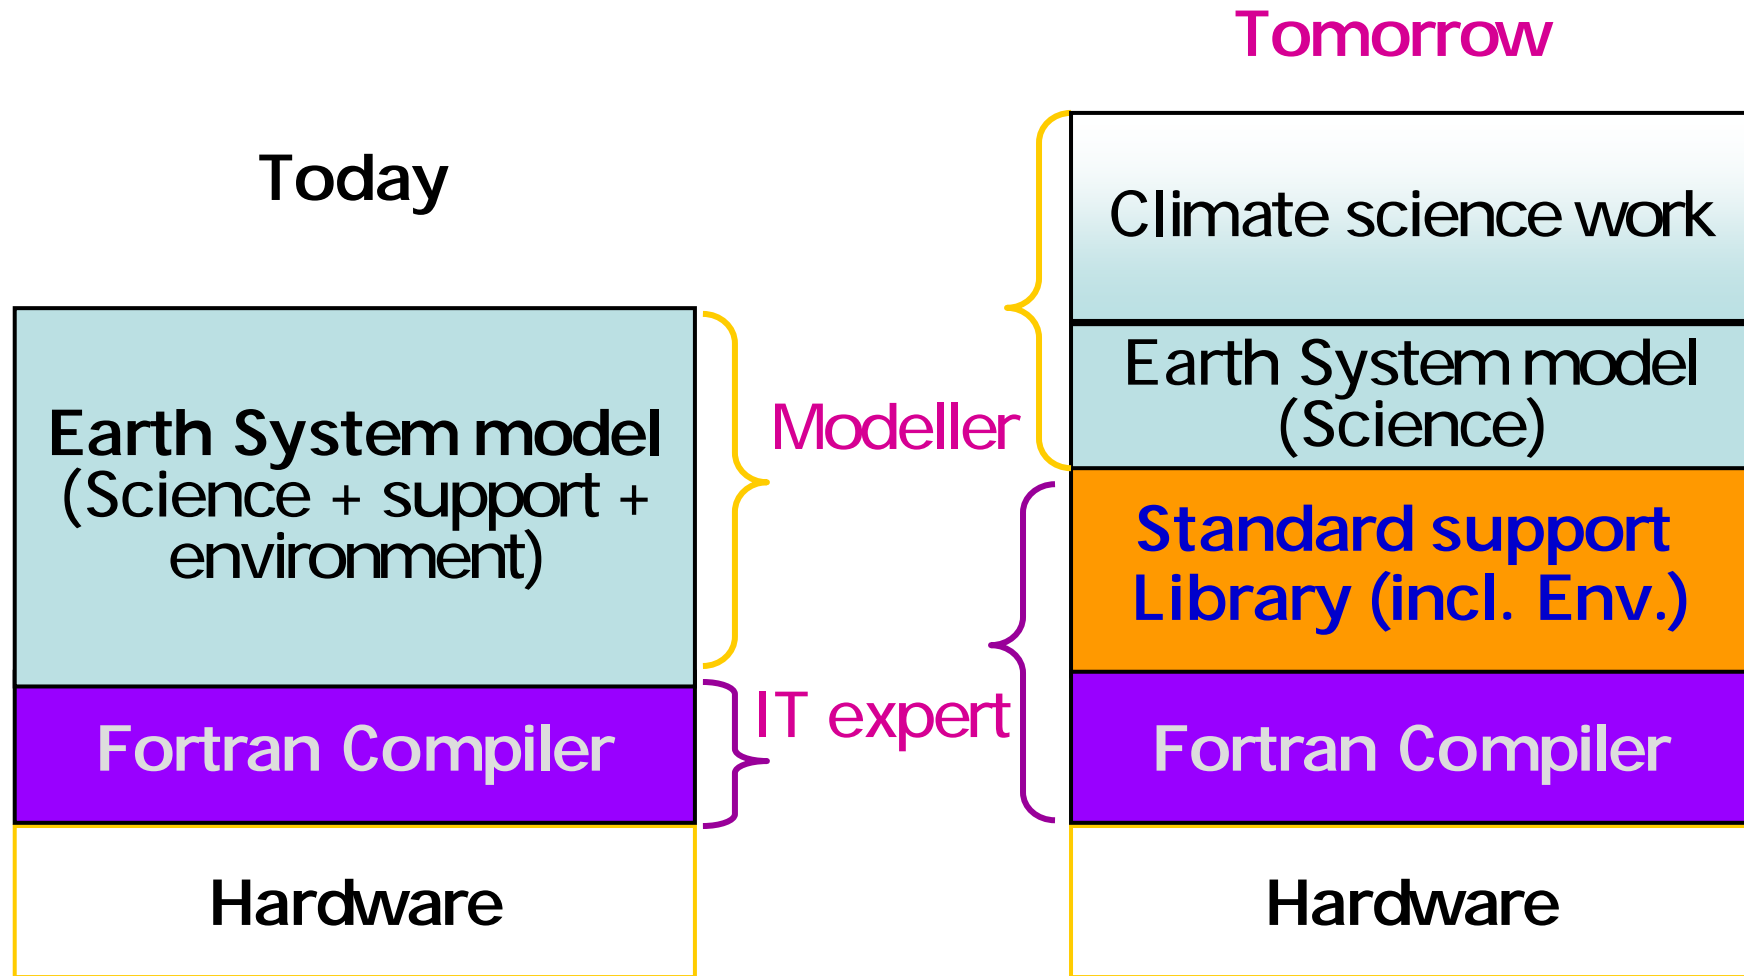 Today
Earth System model
(Science + support +
environment)
Fortran Compiler
Hardware
Modeller
IT expert
Tomorrow
Climate science work
Earth System model
(Science)
Standard support
Library (incl. Env.)
Fortran Compiler
Hardware